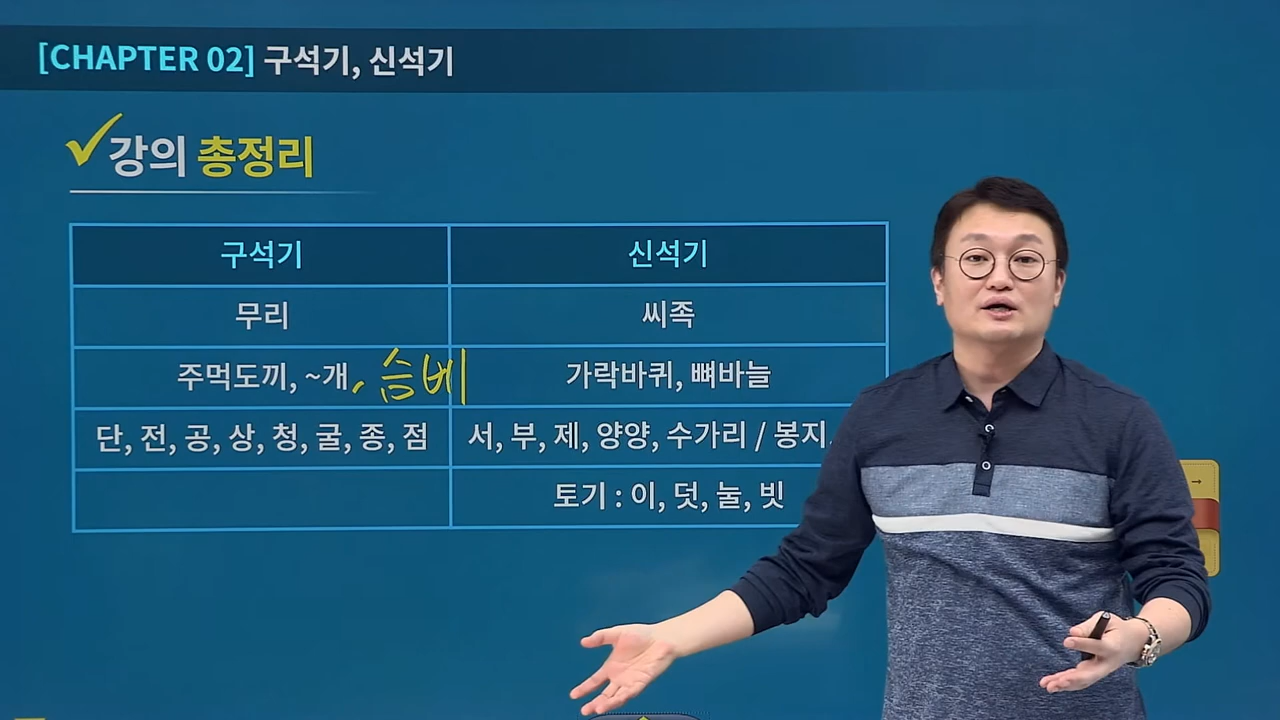 [CHAPTER 02] 구석기, 신석기
강의 총정리
구석기 신석기
무리 씨족
주먹도끼, ~개, 슴베 가락바퀴, 뼈바늘
단, 전, 공, 상, 청, 굴, 종, 점 서, 부, 제, 양양, 수가리 / 봉지
토기 : 이, 덧, 눌, 빗
→